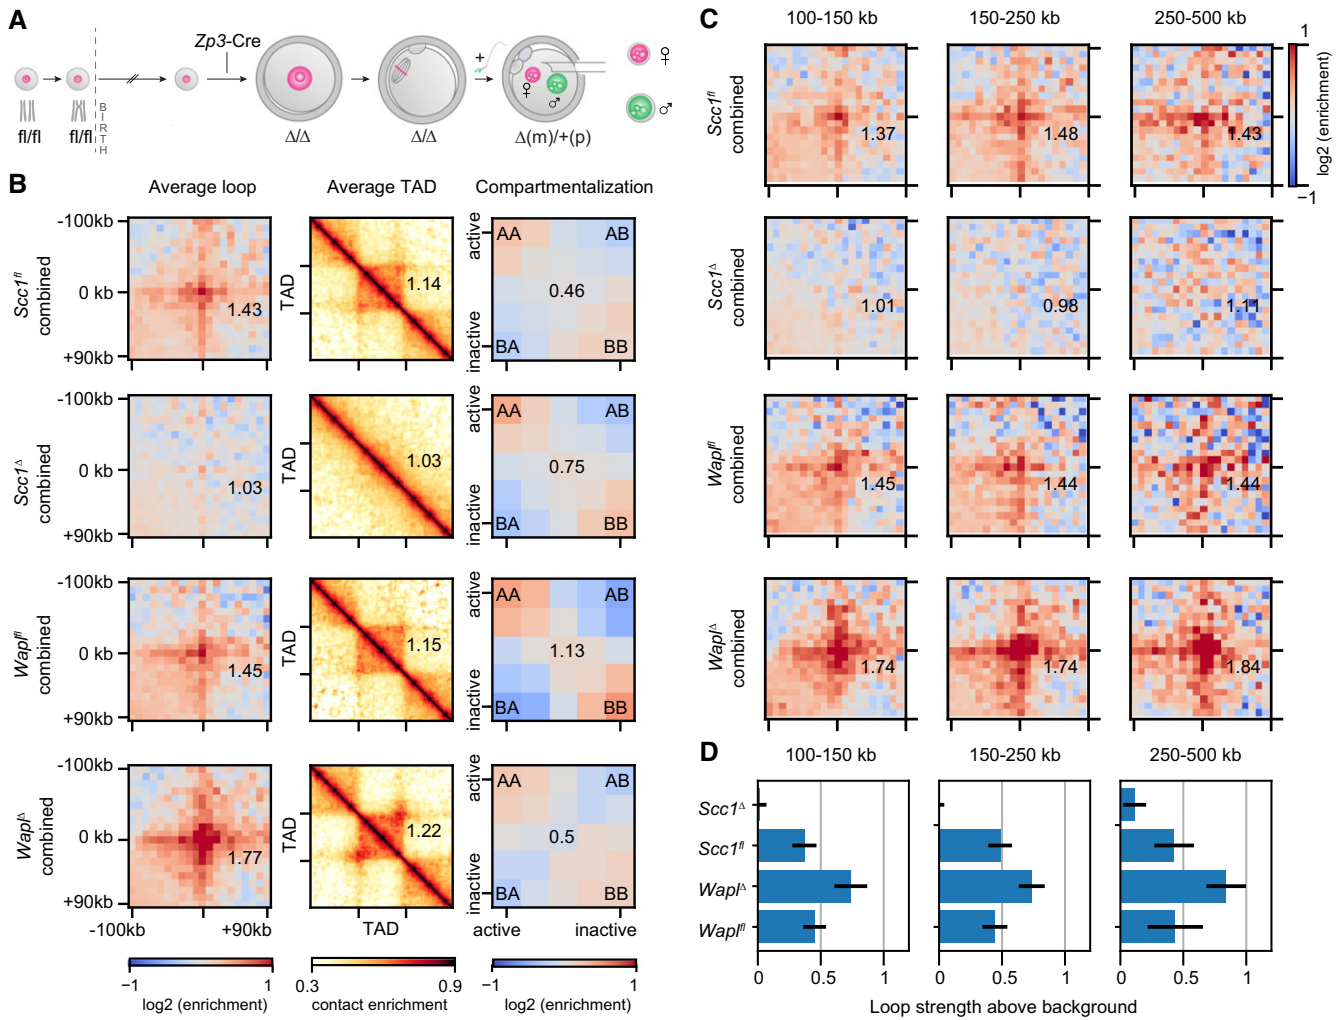 A
Zp3-Cre
+
♀
♂
♀
♂
fl/fl
fl/fl
BIRTH
Δ/Δ
Δ/Δ
Δ(m)/+(p)
B
Average loop
Average TAD
Compartmentalization
Scc1fl combined
-100kb
0 kb
+90kb
1.43
TAD
1.14
active
inactive
AA
AB
0.46
BA
BB
Scc1Δ combined
-100kb
0 kb
+90kb
1.03
TAD
1.03
active
inactive
AA
AB
0.75
BA
BB
Waplfl combined
-100kb
0 kb
+90kb
1.45
TAD
1.15
active
inactive
AA
AB
1.13
BA
BB
WaplΔ combined
-100kb
0 kb
+90kb
1.77
TAD
1.22
active
inactive
AA
AB
0.5
BA
BB
-100kb
+90kb
TAD
active
inactive
−1
1
log2 (enrichment)
0.3
0.9
contact enrichment
−1
1
log2 (enrichment)
C
100-150 kb
150-250 kb
250-500 kb
Scc1fl combined
1.37
1.48
1.43
1
−1
log2 (enrichment)
Scc1Δ combined
1.01
0.98
1.11
Waplfl combined
1.45
1.44
1.44
WaplΔ combined
1.74
1.74
1.84
D
100-150 kb
150-250 kb
250-500 kb
Scc1Δ
Scc1fl
WaplΔ
Waplfl
0
0.5
1
0
0.5
1
0
0.5
1
Loop strength above background